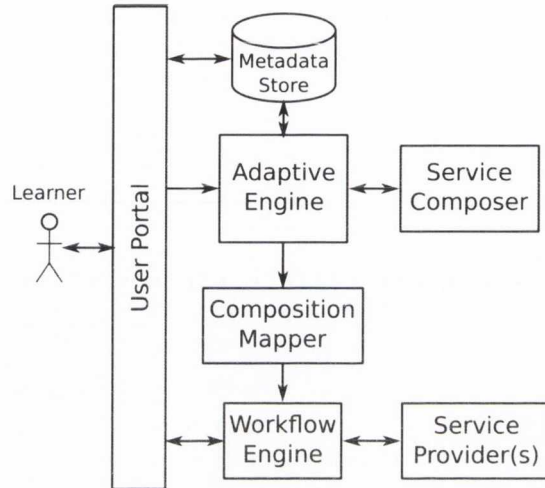 Metadata
Store
Learner
User Portal
Adaptive
Engine
Service
Composer
Composition
Mapper
Workflow
Engine
Service
Provider(s)